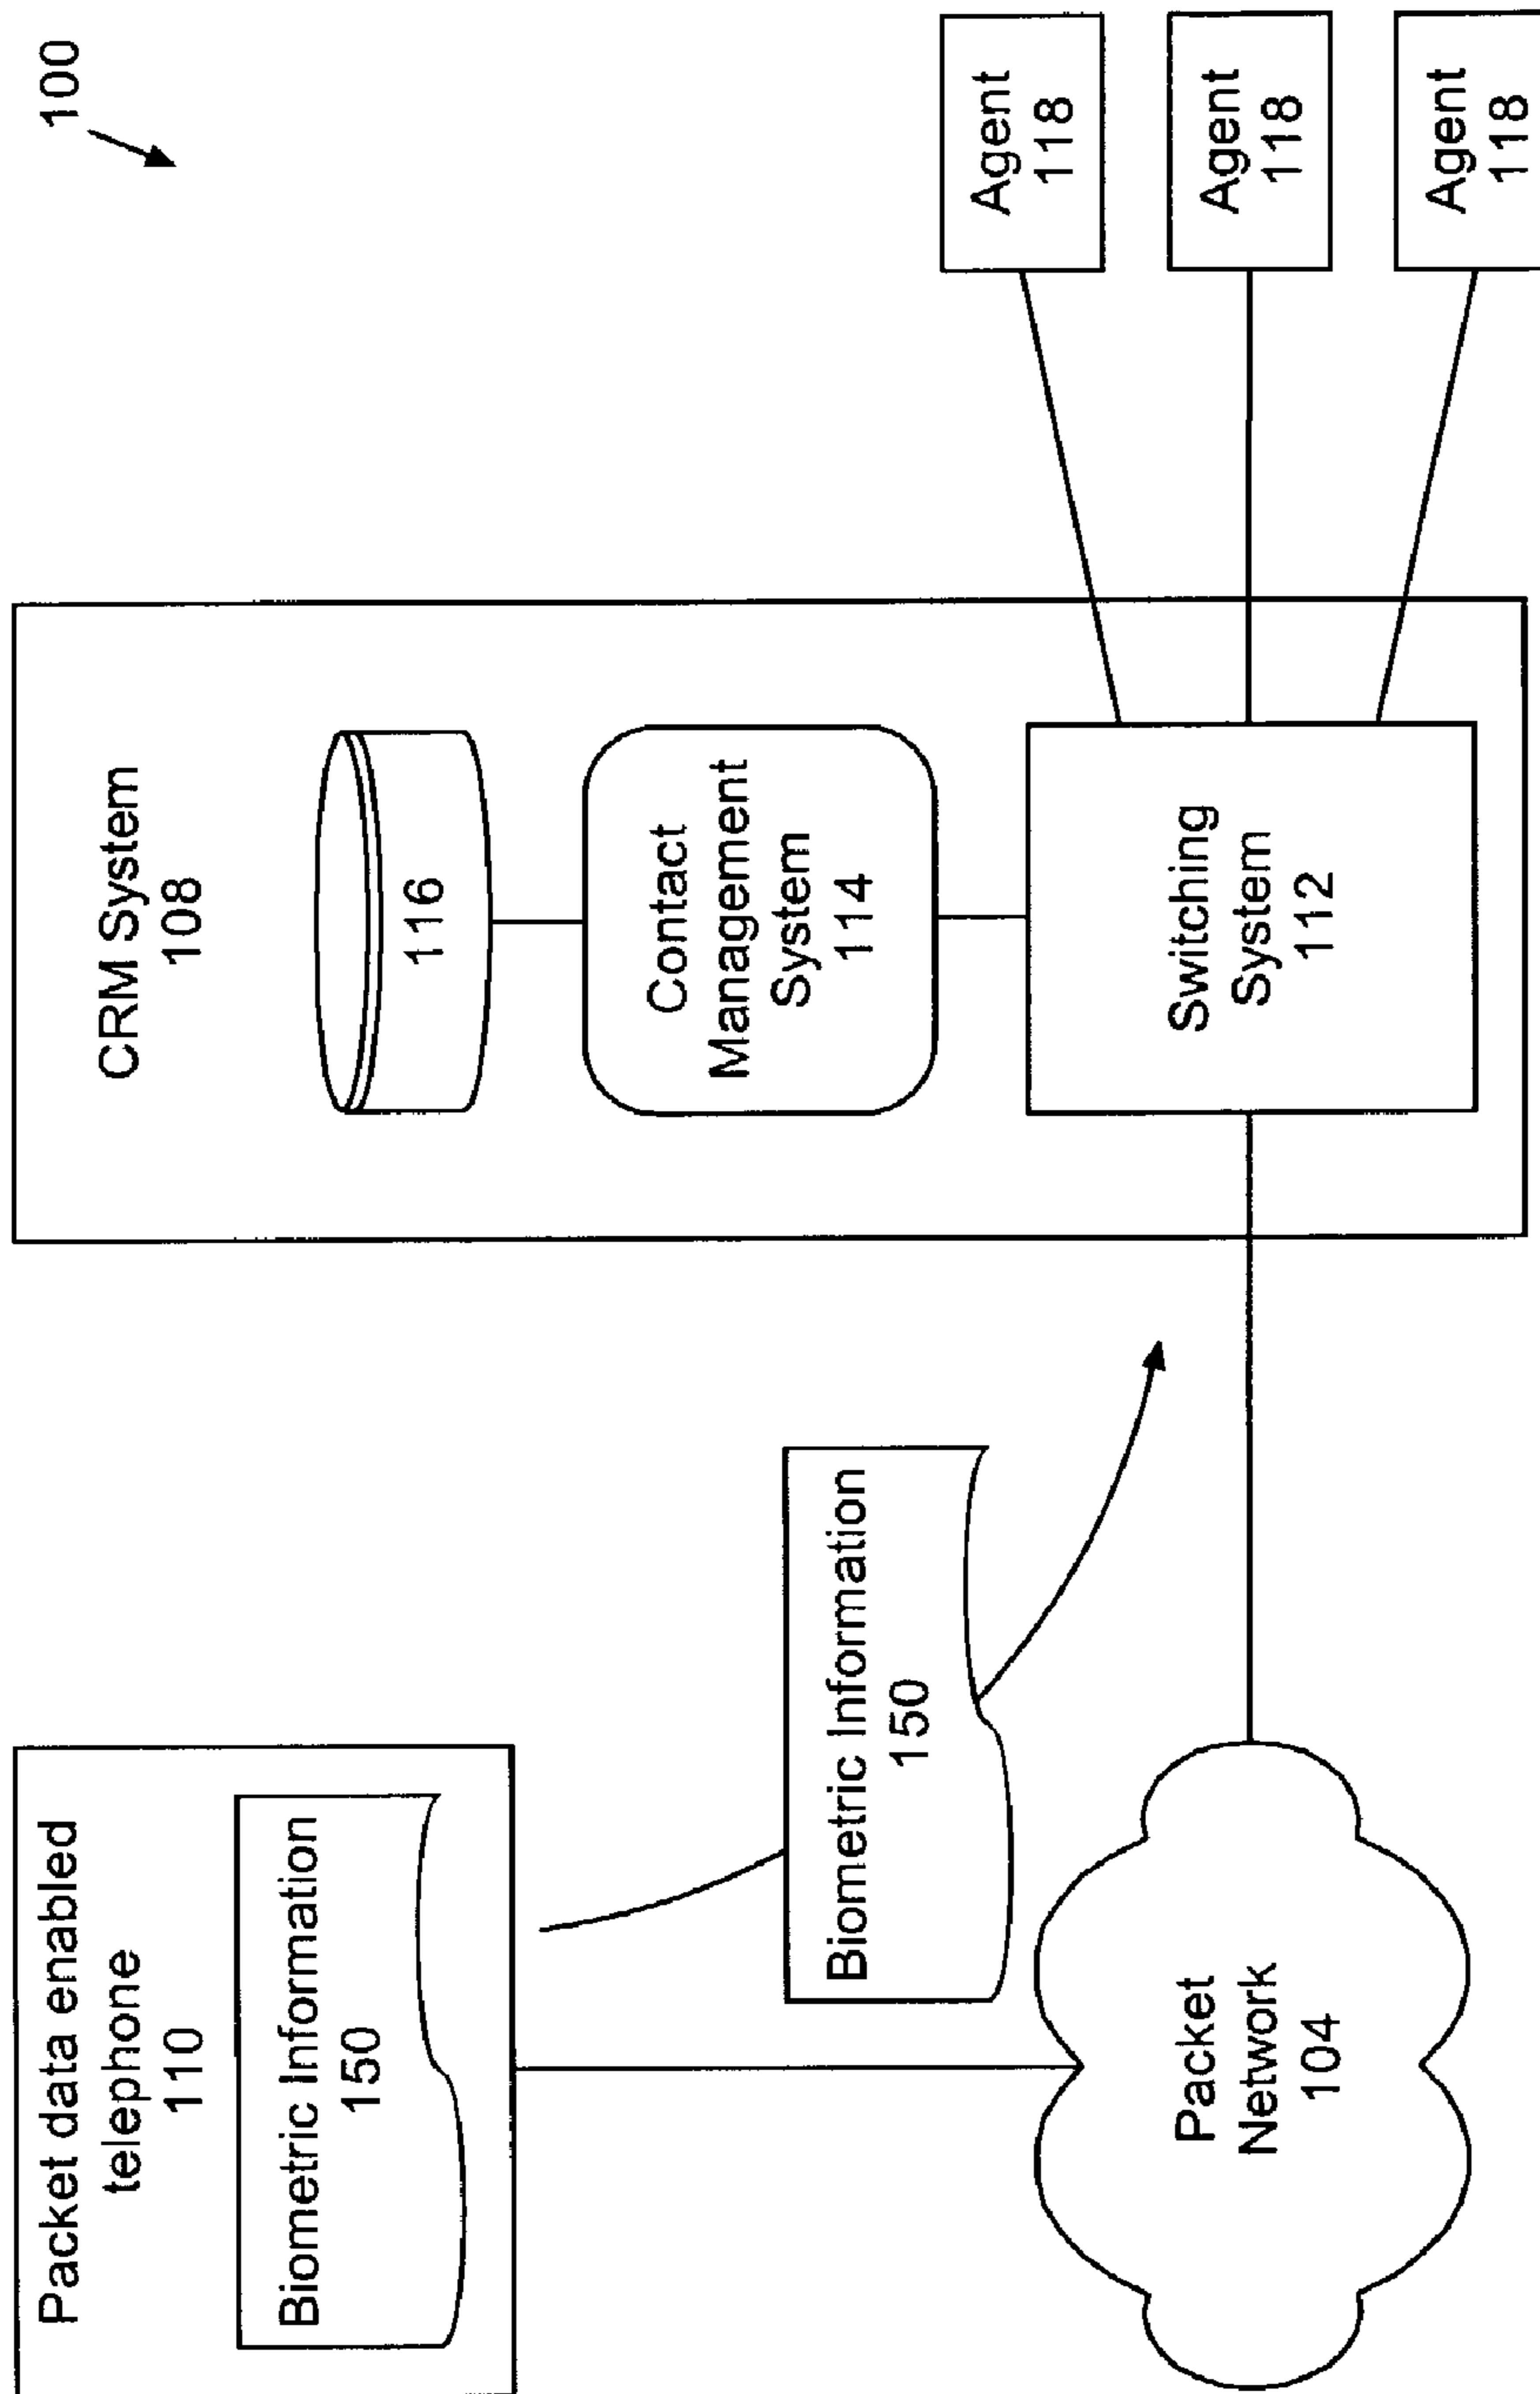 100
Packet data enabled
telephone
110
Biometric Information
150
Biometric Information
150
Packet
Network
104
CRM System
108
116
Contact
Management
System
114
Switching
System
112
Agent
118
Agent
118
Agent
118